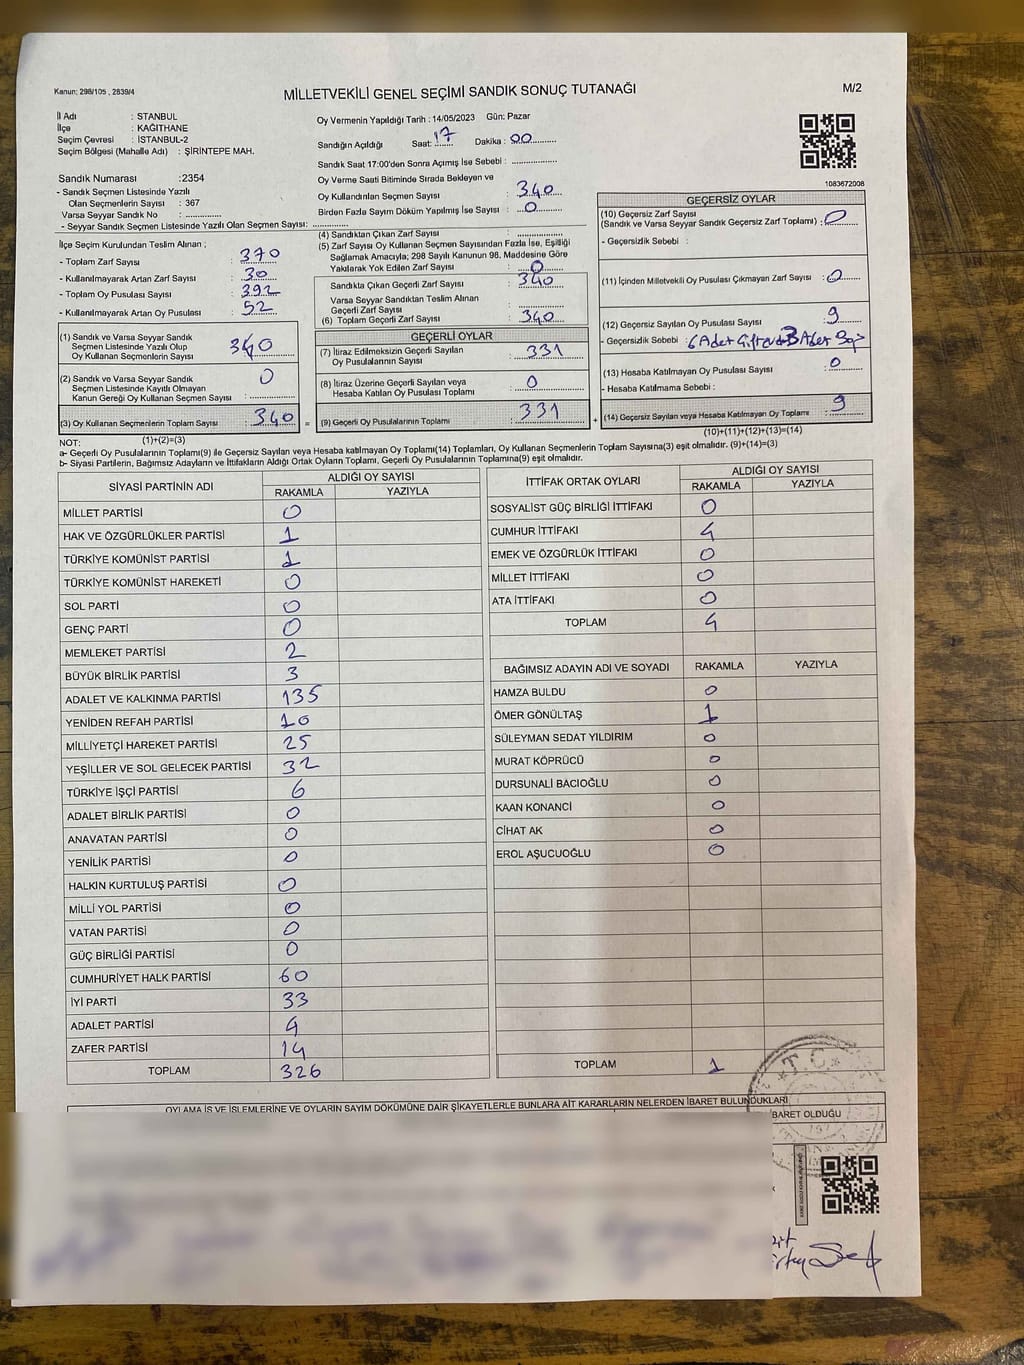 Kanun: 298/105 , 2839/4
MİLLETVEKİLİ GENEL SEÇİMİ SANDIK SONUÇ TUTANAĞI
M/2
İl Adı : İSTANBUL
İlçe : KAĞITHANE
Seçim Çevresi : İSTANBUL-2
Seçim Bölgesi (Mahalle Adı) : ŞİRİNTEPE MAH.
Sandık Numarası :2354
- Sandık Seçmen Listesinde Yazılı
Olan Seçmenlerin Sayısı : 367
Varsa Seyyar Sandık No : ..............
- Seyyar Sandık Seçmen Listesinde Yazılı Olan Seçmen Sayısı: ..............
İlçe Seçim Kurulundan Teslim Alınan ;
- Toplam Zarf Sayısı : 370
- Kullanılmayarak Artan Zarf Sayısı : 30
- Toplam Oy Pusulası Sayısı : 392
- Kullanılmayarak Artan Oy Pusulası : 52
(1) Sandık ve Varsa Seyyar Sandık
Seçmen Listesinde Yazılı Olup
Oy Kullanan Seçmenlerin Sayısı : 340
(2) Sandık ve Varsa Seyyar Sandık
Seçmen Listesinde Kayıtlı Olmayan
Kanun Gereği Oy Kullanan Seçmen Sayısı : 0
(3) Oy Kullanan Seçmenlerin Toplam Sayısı : 340
(1)+(2)=(3)
Oy Vermenin Yapıldığı Tarih : 14/05/2023 Gün: Pazar
Sandığın Açıldığı Saat: 17 Dakika : 00
Sandık Saat 17:00'den Sonra Açılmış İse Sebebi : ..............
Oy Verme Saati Bitiminde Sırada Bekleyen ve
Oy Kullandırılan Seçmen Sayısı : 340
Birden Fazla Sayım Döküm Yapılmış İse Sayısı : 0
(4) Sandıktan Çıkan Zarf Sayısı : ..............
(5) Zarf Sayısı Oy Kullanan Seçmen Sayısından Fazla İse, Eşitliği
Sağlamak Amacıyla; 298 Sayılı Kanunun 98. Maddesine Göre
Yakılarak Yok Edilen Zarf Sayısı : 0
Sandıkta Çıkan Geçerli Zarf Sayısı : 340
Varsa Seyyar Sandıktan Teslim Alınan
Geçerli Zarf Sayısı : ..............
(6) Toplam Geçerli Zarf Sayısı : 340
GEÇERLİ OYLAR
(7) İtiraz Edilmeksizin Geçerli Sayılan
Oy Pusulalarının Sayısı : 331
(8) İtiraz Üzerine Geçerli Sayılan veya
Hesaba Katılan Oy Pusulası Toplamı : 0
(9) Geçerli Oy Pusulalarının Toplamı : 331
1083672008
GEÇERSİZ OYLAR
(10) Geçersiz Zarf Sayısı
(Sandık ve Varsa Seyyar Sandık Geçersiz Zarf Toplamı) : 0
- Geçersizlik Sebebi :
(11) İçinden Milletvekili Oy Pusulası Çıkmayan Zarf Sayısı : 0
(12) Geçersiz Sayılan Oy Pusulası Sayısı : 9
- Geçersizlik Sebebi : 6 Adet 3 Adet
(13) Hesaba Katılmayan Oy Pusulası Sayısı : 0
- Hesaba Katılmama Sebebi :
(14) Geçersiz Sayılan veya Hesaba Katılmayan Oy Toplamı : 9
(10)+(11)+(12)+(13)=(14)
NOT:
a- Geçerli Oy Pusulalarının Toplamı(9) ile Geçersiz Sayılan veya Hesaba katılmayan Oy Toplamı(14) Toplamları, Oy Kullanan Seçmenlerin Toplam Sayısına(3) eşit olmalıdır. (9)+(14)=(3)
b- Siyasi Partilerin, Bağımsız Adayların ve İttifakların Aldığı Ortak Oyların Toplamı, Geçerli Oy Pusulalarının Toplamına(9) eşit olmalıdır.
SİYASİ PARTİNİN ADI ALDIĞI OY SAYISI
RAKAMLA YAZIYLA
MİLLET PARTİSİ 0
HAK VE ÖZGÜRLÜKLER PARTİSİ 1
TÜRKİYE KOMÜNİST PARTİSİ 1
TÜRKİYE KOMÜNİST HAREKETİ 0
SOL PARTİ 0
GENÇ PARTİ 0
MEMLEKET PARTİSİ 2
BÜYÜK BİRLİK PARTİSİ 3
ADALET VE KALKINMA PARTİSİ 135
YENİDEN REFAH PARTİSİ 10
MİLLİYETÇİ HAREKET PARTİSİ 25
YEŞİLLER VE SOL GELECEK PARTİSİ 32
TÜRKİYE İŞÇİ PARTİSİ 6
ADALET BİRLİK PARTİSİ 0
ANAVATAN PARTİSİ 0
YENİLİK PARTİSİ 0
HALKIN KURTULUŞ PARTİSİ 0
MİLLİ YOL PARTİSİ 0
VATAN PARTİSİ 0
GÜÇ BİRLİĞİ PARTİSİ 0
CUMHURİYET HALK PARTİSİ 60
İYİ PARTİ 33
ADALET PARTİSİ 4
ZAFER PARTİSİ 14
TOPLAM 326
İTTİFAK ORTAK OYLARI ALDIĞI OY SAYISI
RAKAMLA YAZIYLA
SOSYALİST GÜÇ BİRLİĞİ İTTİFAKI 0
CUMHUR İTTİFAKI 4
EMEK VE ÖZGÜRLÜK İTTİFAKI 0
MİLLET İTTİFAKI 0
ATA İTTİFAKI 0
TOPLAM 4
BAĞIMSIZ ADAYIN ADI VE SOYADI RAKAMLA YAZIYLA
HAMZA BULDU 0
ÖMER GÖNÜLTAŞ 1
SÜLEYMAN SEDAT YILDIRIM 0
MURAT KÖPRÜCÜ 0
DURSUNALİ BACIOĞLU 0
KAAN KONANCİ 0
CİHAT AK 0
EROL AŞUCUOĞLU 0
TOPLAM 1
T.C.
OYLAMA İŞ VE İŞLEMLERİNE VE OYLARIN SAYIM DÖKÜMÜNE DAİR ŞİKAYETLERLE BUNLARA AİT KARARLARIN NELERDEN İBARET BULUNDUKLARI
İBARET OLDUĞU